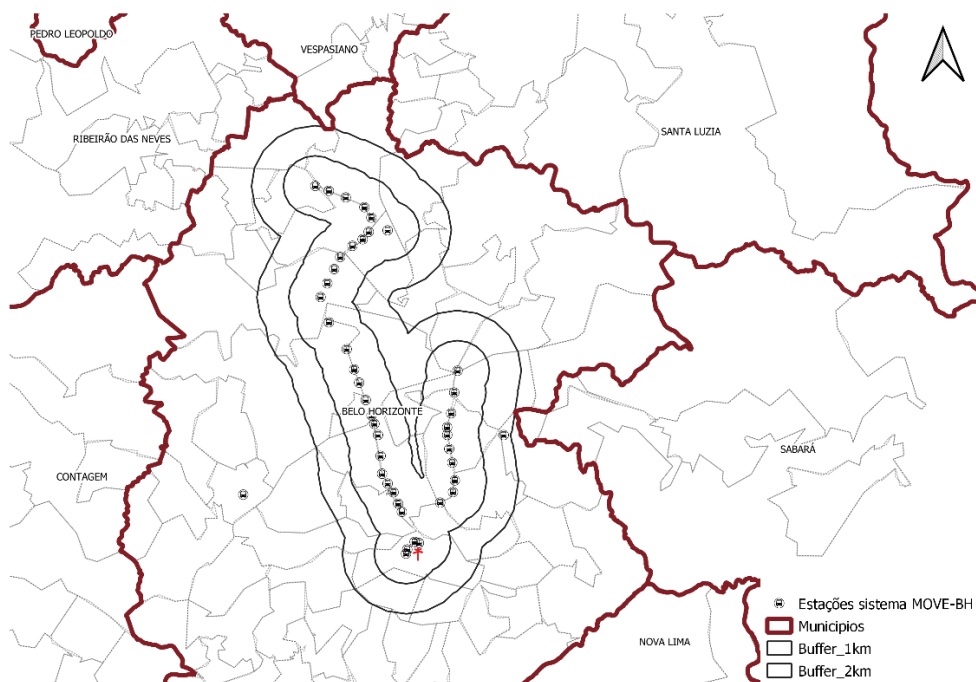 PEDRO LEOPOLDO
VESPASIANO
RIBEIRÃO DAS NEVES
SANTA LUZIA
BELO HORIZONTE
CONTAGEM
SABARÁ
NOVA LIMA
Estações sistema MOVE-BH
Municipios
Buffer_1km
Buffer_2km